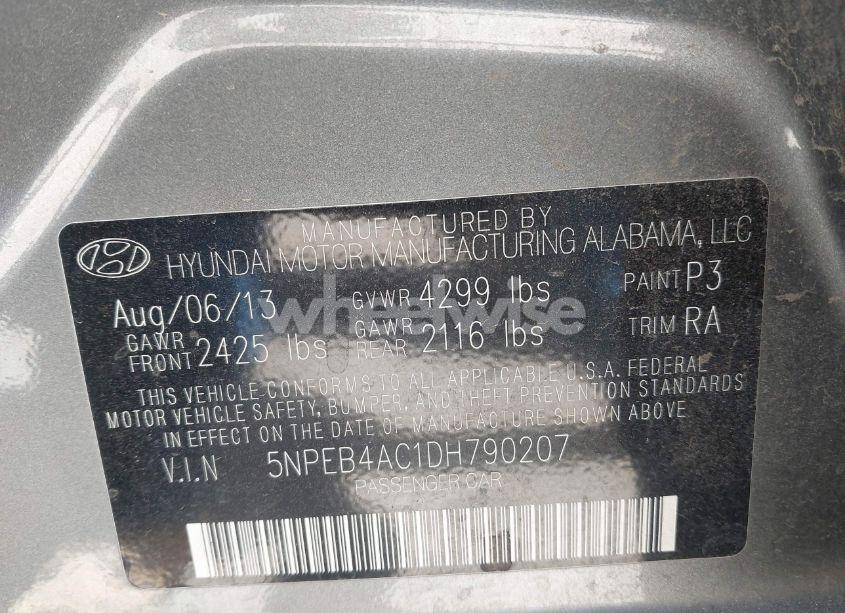 MANUFACTURED BY
HYUNDAI MOTOR MANUFACTURING ALABAMA, LLC
Aug/06/13 GVWR 4299 lbs PAINT P3
GAWR FRONT 2425 lbs GAWR REAR 2116 lbs TRIM RA
THIS VEHICLE CONFORMS TO ALL APPLICABLE U.S.A. FEDERAL
MOTOR VEHICLE SAFETY, BUMPER, AND THEFT PREVENTION STANDARDS
IN EFFECT ON THE DATE OF MANUFACTURE SHOWN ABOVE
V.I.N 5NPEB4AC1DH790207
PASSENGER CAR
wheelwise